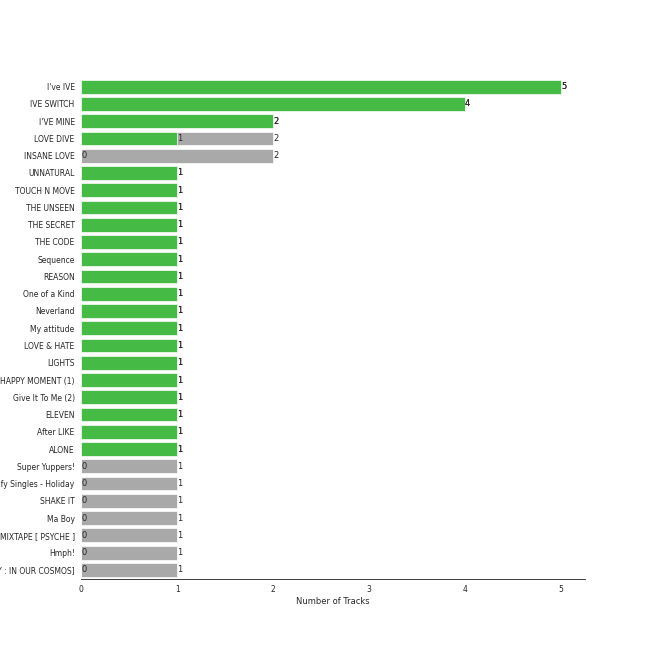 I've IVE 5
IVE SWITCH 4
I'VE MINE 2
LOVE DIVE 1 2
INSANE LOVE 0 2
UNNATURAL 1
TOUCH N MOVE 1
THE UNSEEN 1
THE SECRET 1
THE CODE 1
Sequence 1
REASON 1
One of a Kind 1
Neverland 1
My attitude 1
LOVE & HATE 1
LIGHTS 1
HAPPY MOMENT (1) 1
Give It To Me (2) 1
ELEVEN 1
After LIKE 1
ALONE 1
Super Yuppers! 0 1
fy Singles - Holiday 0 1
SHAKE IT 0 1
Ma Boy 0 1
MIXTAPE [ PSYCHE ] 0 1
Hmph! 0 1
: IN OUR COSMOS] 0 1
0 1 2 3 4 5
Number of Tracks